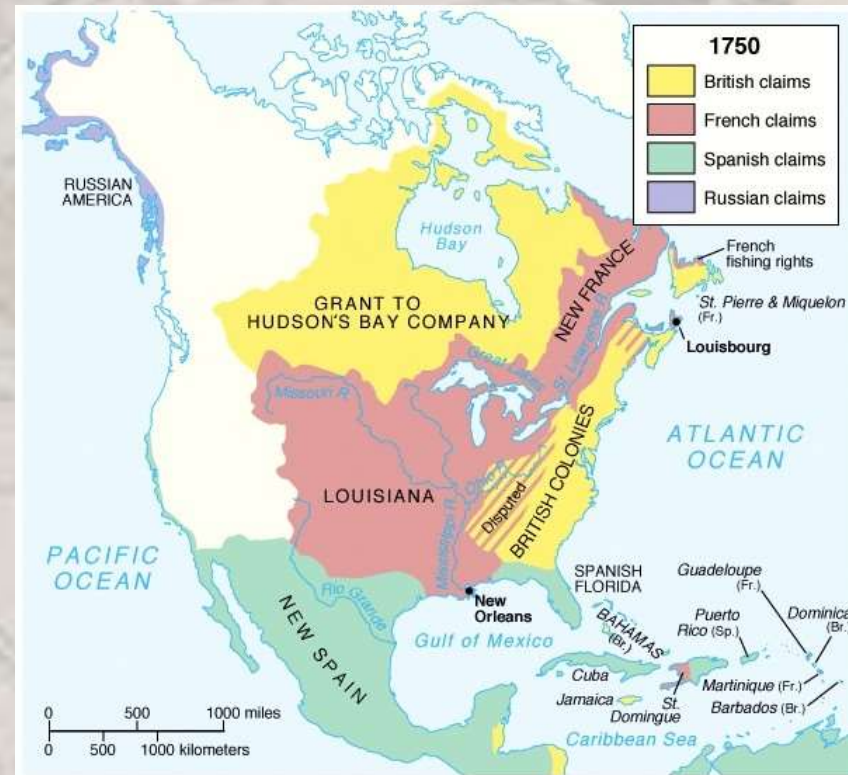 1750
British claims
French claims
Spanish claims
Russian claims
RUSSIAN
AMERICA
Hudson
Bay
French
fishing rights
GRANT TO
HUDSON'S BAY COMPANY
NEW FRANCE
St. Lawrence R.
St. Pierre & Miquelon
(Fr.)
Louisbourg
Great Lakes
Missouri R.
ATLANTIC
OCEAN
LOUISIANA
Ohio R.
Disputed
BRITISH COLONIES
Mississippi R.
PACIFIC
OCEAN
Rio Grande
NEW SPAIN
New
Orleans
SPANISH
FLORIDA
Gulf of Mexico
BAHAMAS
(Br.)
Guadeloupe
(Fr.)
Puerto
Rico (Sp.)
Dominica
(Br.)
Cuba
Jamaica
St.
Domingue
Martinique (Fr.)
Barbados (Br.)
Caribbean Sea
0 500 1000 miles
0 500 1000 kilometers